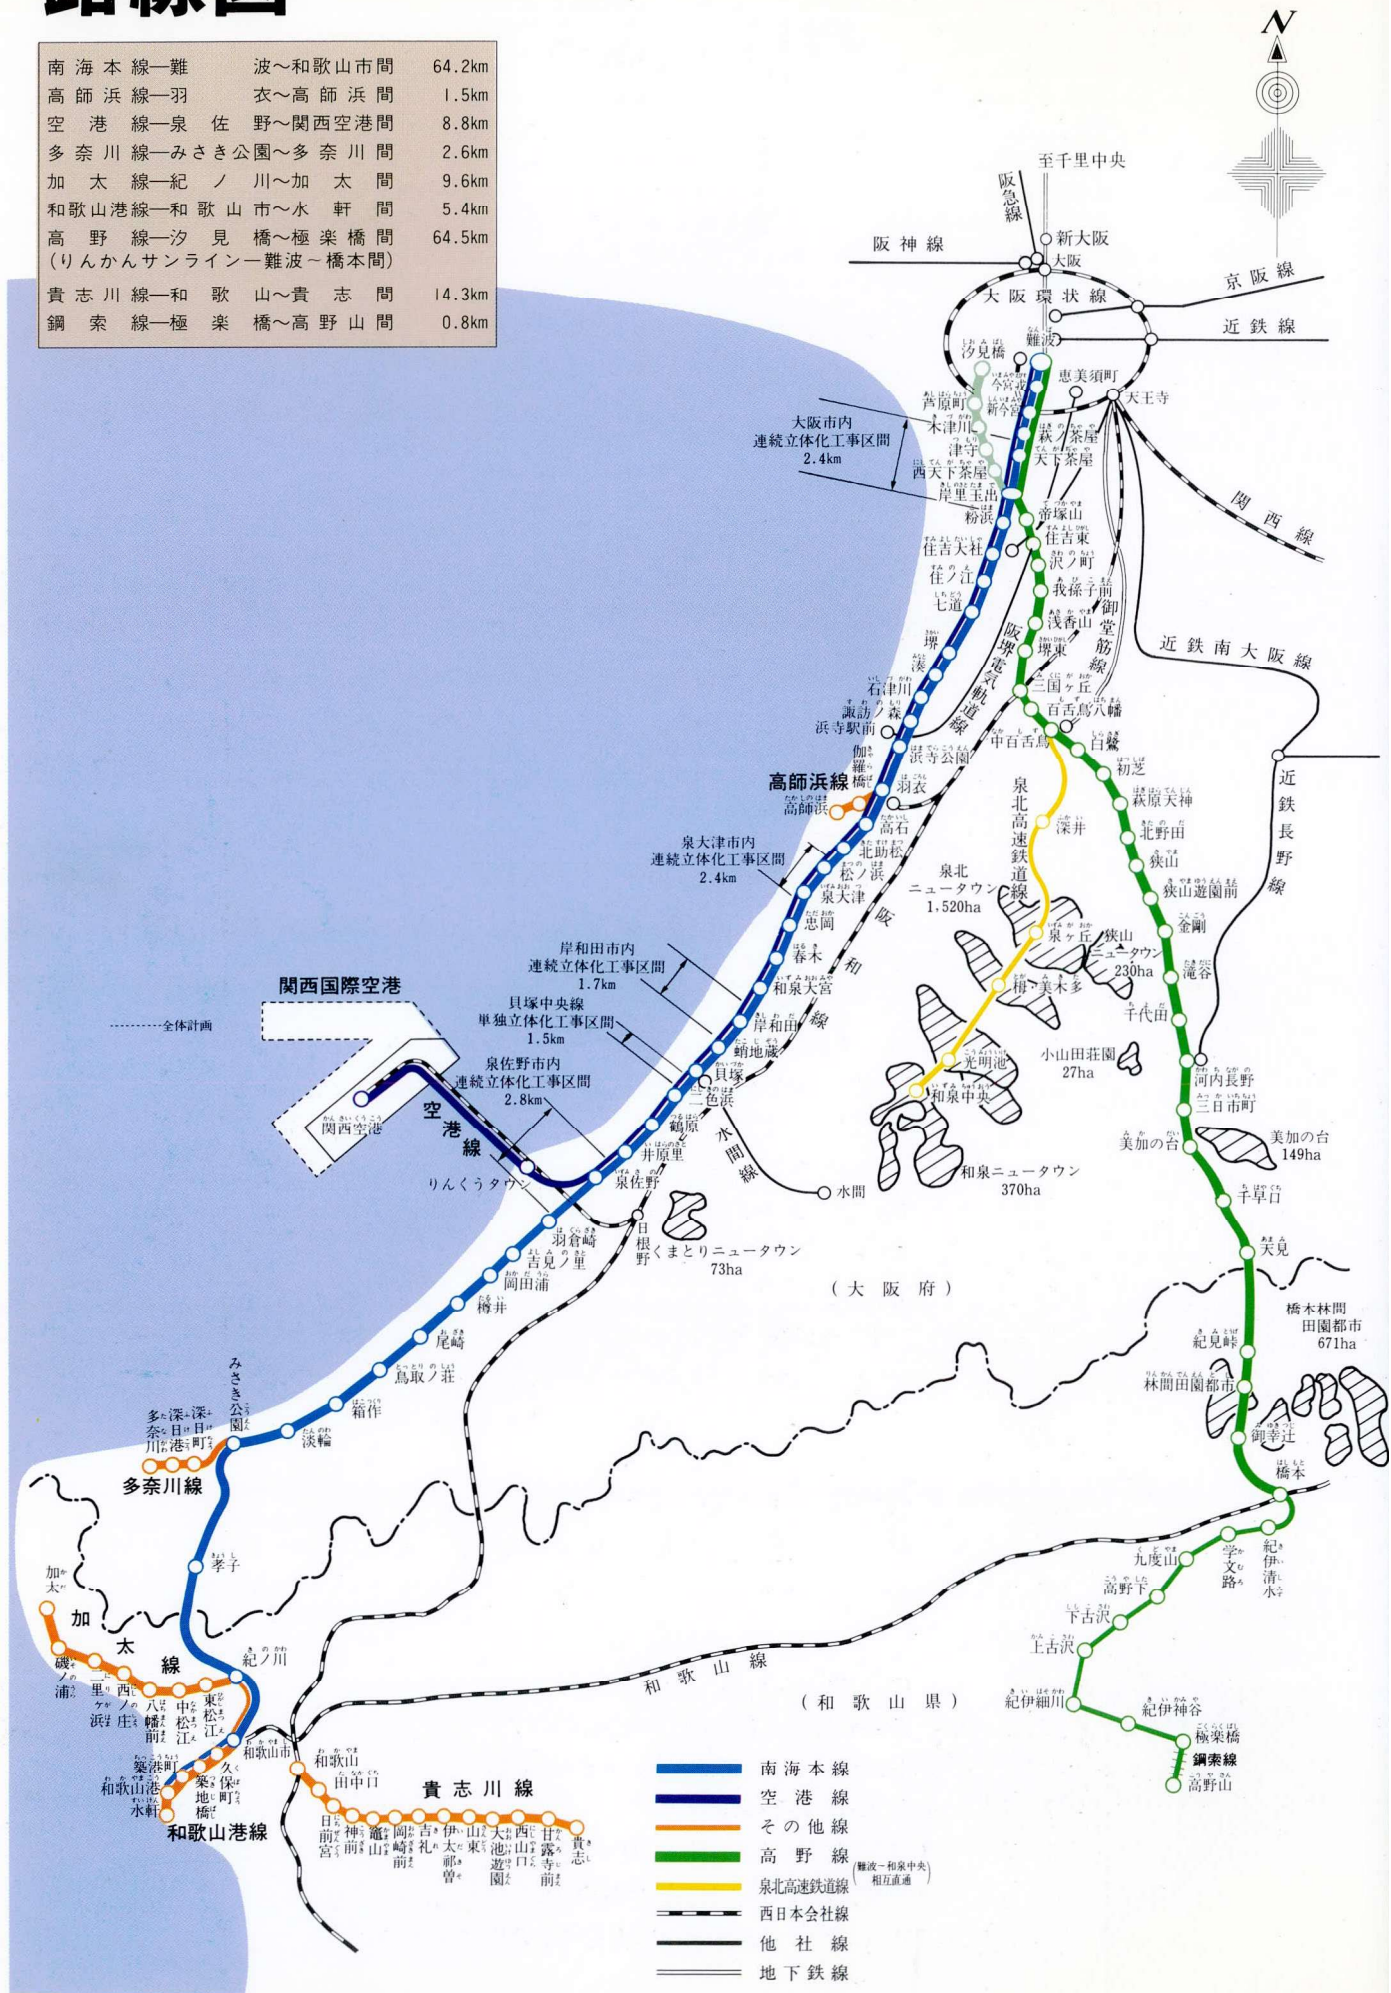 路線図
南海本線―難波～和歌山市間 64.2km
高師浜線―羽衣～高師浜間 1.5km
空港線―泉佐野～関西空港間 8.8km
多奈川線―みさき公園～多奈川間 2.6km
加太線―紀ノ川～加太間 9.6km
和歌山港線―和歌山市～水軒間 5.4km
高野線―汐見橋～極楽橋間 64.5km
(りんかんサンライン―難波～橋本間)
貴志川線―和歌山～貴志間 14.3km
鋼索線―極楽橋～高野山間 0.8km
N
至千里中央
阪急線
新大阪
阪神線
大阪
大阪環状線
京阪線
近鉄線
難波
汐見橋
今宮戎
恵美須町
天王寺
芦原町
新今宮
木津川
萩ノ茶屋
津守
天下茶屋
西天下茶屋
岸里玉出
大阪市内
連続立体化工事区間
2.4km
粉浜
帝塚山
関西線
住吉大社
住吉東
沢ノ町
住ノ江
我孫子前
七道
御堂筋線
浅香山
堺
阪堺電気軌道線
堺東
近鉄南大阪線
湊
三国ヶ丘
石津川
百舌鳥八幡
諏訪ノ森
浜寺駅前
中百舌鳥
白鷺
浜寺公園
初芝
伽羅橋
高師浜線
羽衣
高師浜
萩原天神
近鉄長野線
高石
泉北高速鉄道線
深井
北野田
北助松
狭山
松ノ浜
泉大津市内
連続立体化工事区間
2.4km
泉大津
狭山遊園前
泉北
ニュータウン
1,520ha
忠岡
金剛
泉ヶ丘
狭山
ニュータウン
230ha
春木
阪和線
滝谷
岸和田市内
連続立体化工事区間
1.7km
和泉大宮
栂・美木多
千代田
関西国際空港
全体計画
貝塚中央線
単独立体化工事区間
1.5km
岸和田
蛸地蔵
光明池
小山田荘園
27ha
河内長野
泉佐野市内
連続立体化工事区間
2.8km
貝塚
二色浜
和泉中央
三日市町
関西空港
空港線
鶴原
水間線
美加の台
美加の台
149ha
井原里
和泉ニュータウン
370ha
りんくうタウン
泉佐野
水間
千早口
羽倉崎
日根野
くまとりニュータウン
73ha
吉見ノ里
天見
岡田浦
(大阪府)
樽井
橋本林間
田園都市
671ha
尾崎
紀見峠
鳥取ノ荘
林間田園都市
みさき公園
箱作
淡輪
御幸辻
多奈川
深日港
深日町
多奈川線
橋本
孝子
九度山
学文路
紀伊清水
加太
高野下
加太線
下古沢
紀ノ川
上古沢
磯ノ浦
二里ヶ浜
西ノ庄
八幡前
中松江
東松江
和歌山線
(和歌山県)
紀伊細川
紀伊神谷
極楽橋
鋼索線
高野山
和歌山市
和歌山
築港町
和歌山港
水軒
築地橋
久保町
和歌山港線
田中口
貴志川線
日前宮
神前
竈山
岡崎前
吉礼
伊太祁曽
山東
大池遊園
西山口
甘露寺前
貴志
南海本線
空港線
その他線
高野線
泉北高速鉄道線(難波～和泉中央 相互直通)
西日本会社線
他社線
地下鉄線